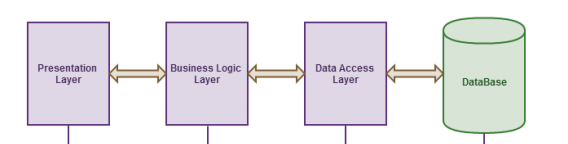 Presentation
Layer
Business Logic
Layer
Data Access
Layer
DataBase